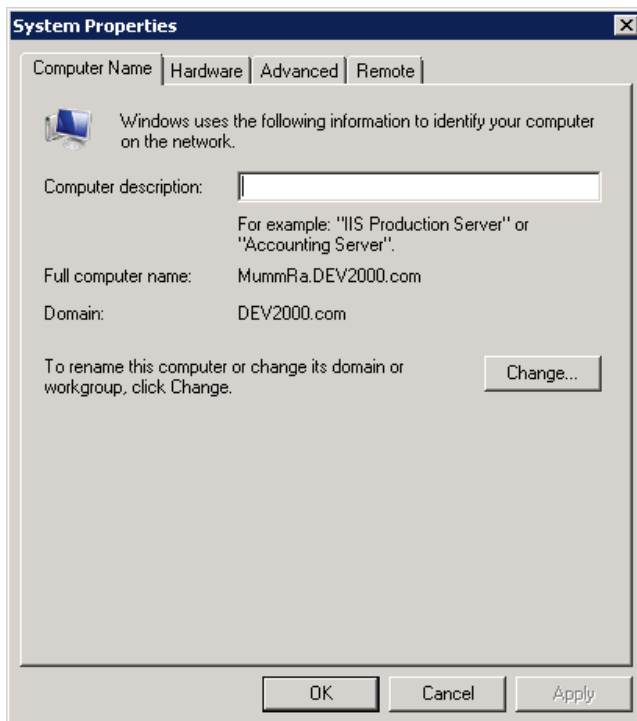 System Properties
Computer Name Hardware Advanced Remote
Windows uses the following information to identify your computer
on the network.
Computer description:
For example: "IIS Production Server" or
"Accounting Server".
Full computer name: MummRa.DEV2000.com
Domain: DEV2000.com
To rename this computer or change its domain or
workgroup, click Change.
Change...
OK Cancel Apply